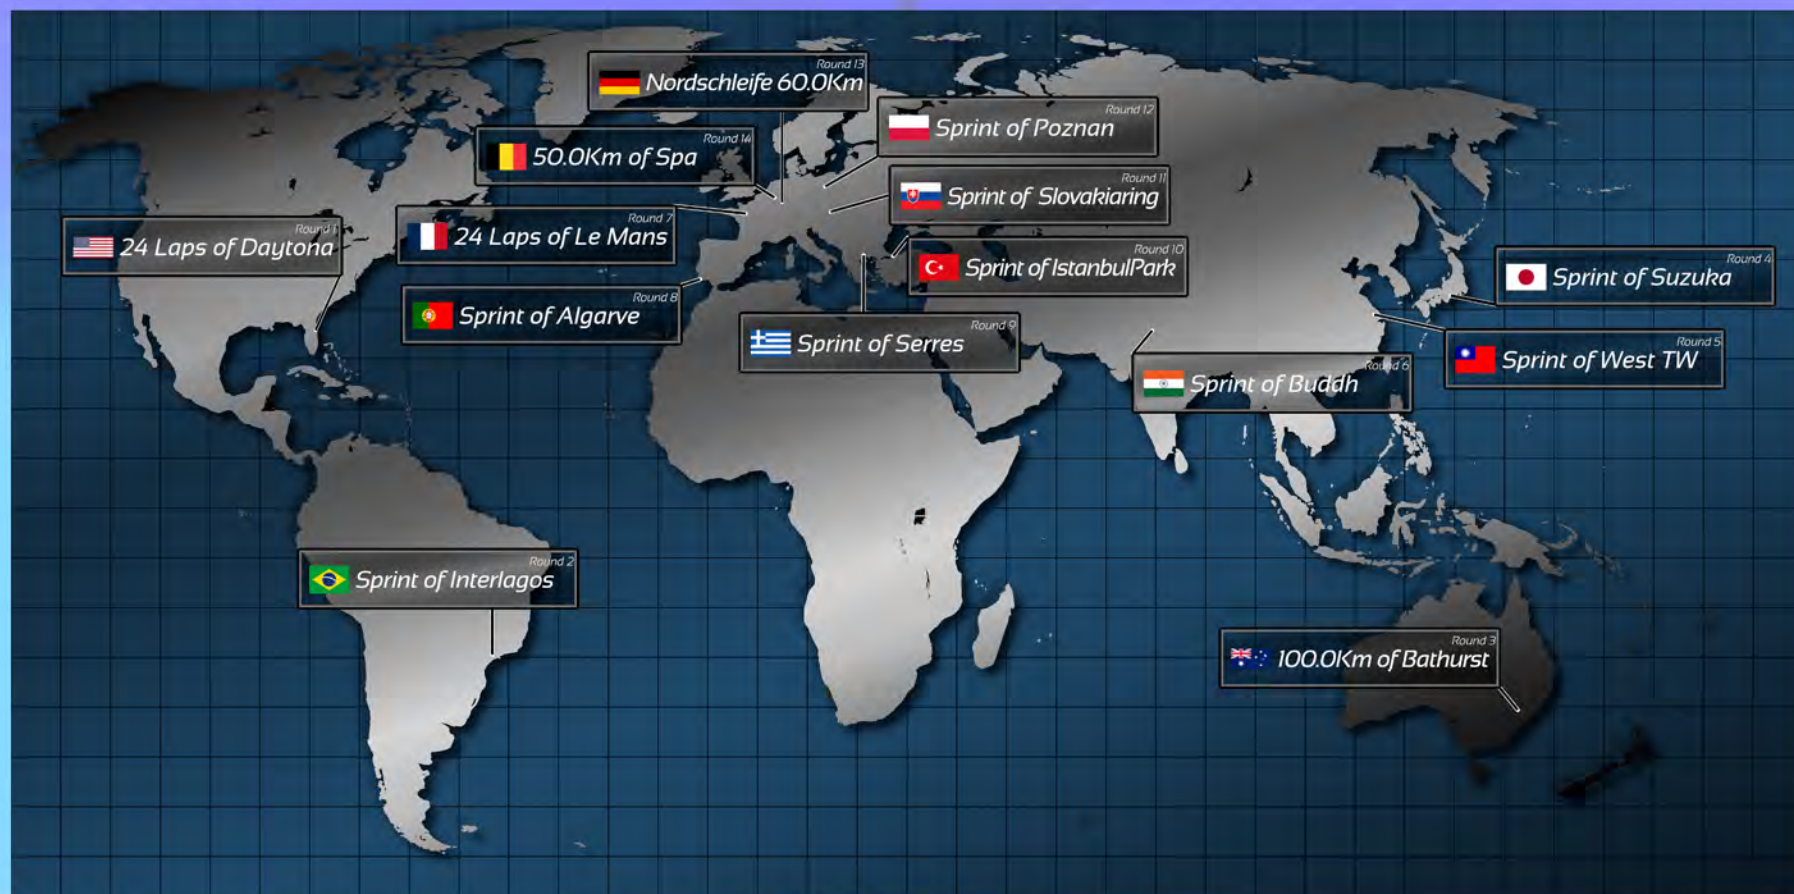 Round 13
Nordschleife 60.0Km
Round 12
Sprint of Poznan
Round 14
50.0Km of Spa
Round 11
Sprint of Slovakiaring
Round 1
24 Laps of Daytona
Round 7
24 Laps of Le Mans
Round 10
Sprint of IstanbulPark
Round 4
Sprint of Suzuka
Round 8
Sprint of Algarve
Round 9
Sprint of Serres
Round 5
Sprint of West TW
Round 6
Sprint of Buddh
Round 2
Sprint of Interlagos
Round 3
100.0Km of Bathurst